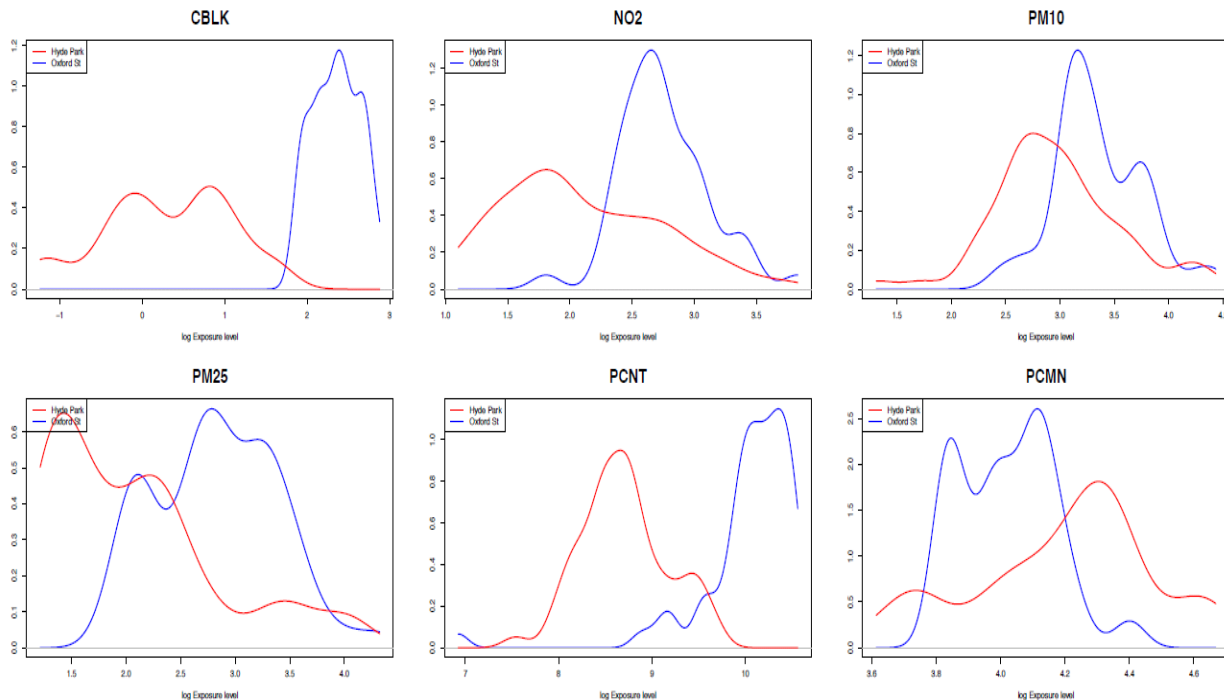 CBLK
Hyde Park
Oxford St
0.0 0.2 0.4 0.6 0.8 1.0 1.2
−1 0 1 2 3
log Exposure level
NO2
Hyde Park
Oxford St
0.0 0.2 0.4 0.6 0.8 1.0 1.2
1.0 1.5 2.0 2.5 3.0 3.5
log Exposure level
PM10
Hyde Park
Oxford St
0.0 0.2 0.4 0.6 0.8 1.0 1.2
1.5 2.0 2.5 3.0 3.5 4.0
log Exposure level
PM25
Hyde Park
Oxford St
0.0 0.1 0.2 0.3 0.4 0.5 0.6
1.5 2.0 2.5 3.0 3.5 4.0
log Exposure level
PCNT
Hyde Park
Oxford St
0.0 0.2 0.4 0.6 0.8 1.0
7 8 9 10
log Exposure level
PCMN
Hyde Park
Oxford St
0.0 0.5 1.0 1.5 2.0 2.5
3.6 3.8 4.0 4.2 4.4 4.6
log Exposure level